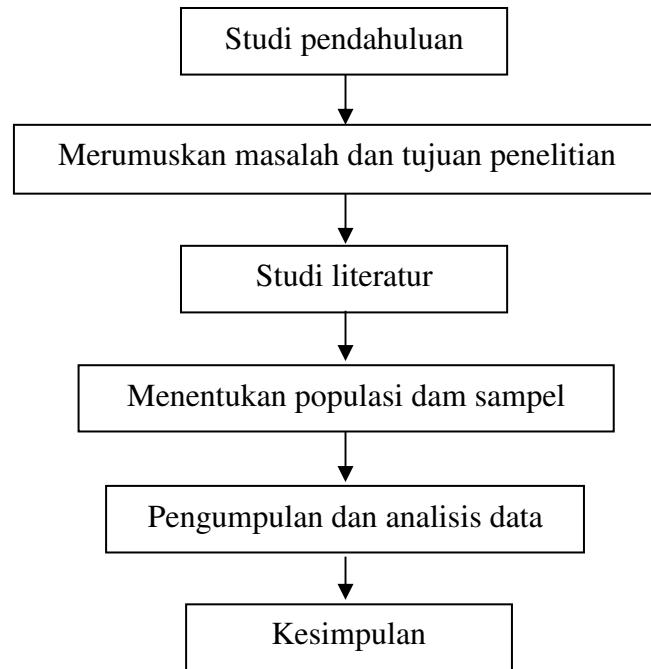 Studi pendahuluan
Merumuskan masalah dan tujuan penelitian
Studi literatur
Menentukan populasi dam sampel
Pengumpulan dan analisis data
Kesimpulan